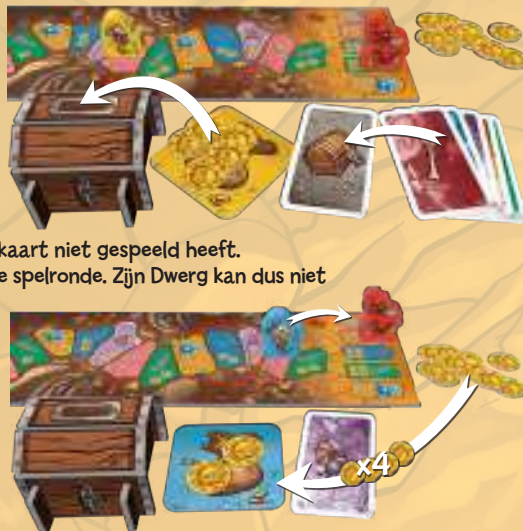 kaart niet gespeeld heeft.
e spelronde. Zijn Dwerg kan dus niet
x4